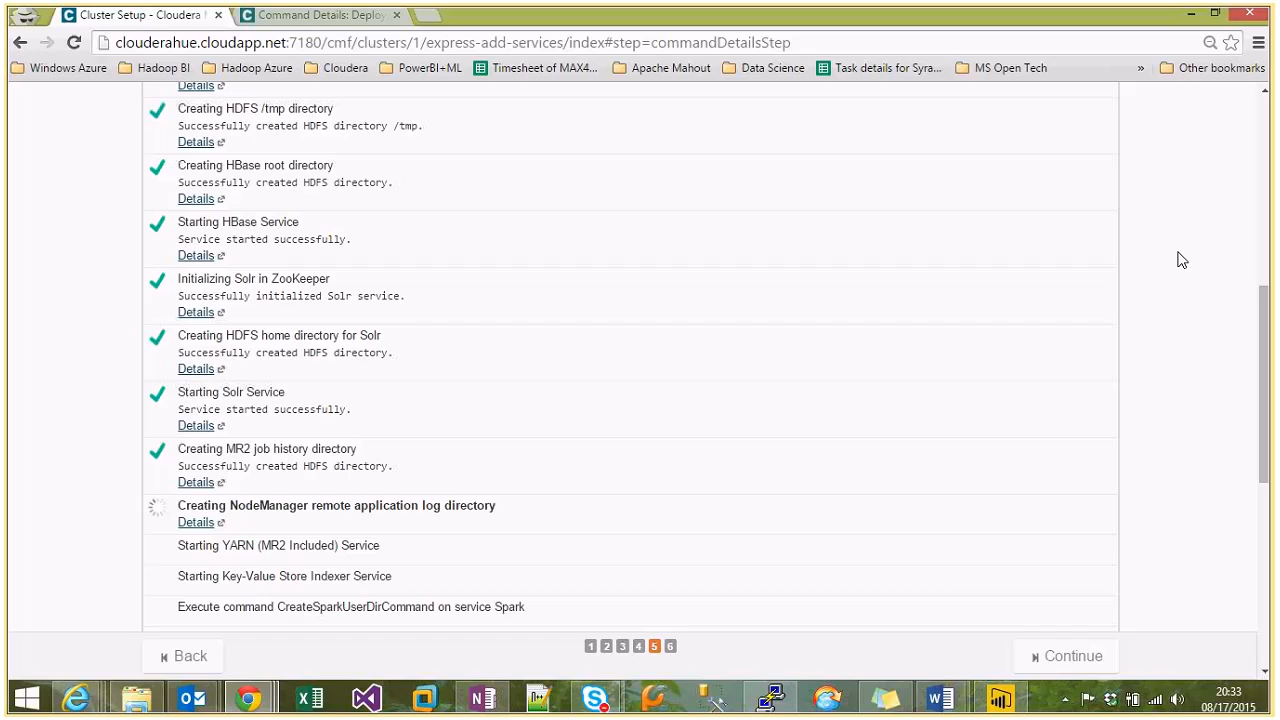 Cluster Setup - Cloudera
Command Details: Deploy
clouderahue.cloudapp.net:7180/cmf/clusters/1/express-add-services/index#step=commandDetailsStep
Windows Azure
Hadoop BI
Hadoop Azure
Cloudera
PowerBI+ML
Timesheet of MAX4...
Apache Mahout
Data Science
Task details for Syra...
MS Open Tech
»
Other bookmarks
Details
Creating HDFS /tmp directory
Successfully created HDFS directory /tmp.
Details
Creating HBase root directory
Successfully created HDFS directory.
Details
Starting HBase Service
Service started successfully.
Details
Initializing Solr in ZooKeeper
Successfully initialized Solr service.
Details
Creating HDFS home directory for Solr
Successfully created HDFS directory.
Details
Starting Solr Service
Service started successfully.
Details
Creating MR2 job history directory
Successfully created HDFS directory.
Details
Creating NodeManager remote application log directory
Details
Starting YARN (MR2 Included) Service
Starting Key-Value Store Indexer Service
Execute command CreateSparkUserDirCommand on service Spark
Back
1 2 3 4 5 6
Continue
20:33
08/17/2015